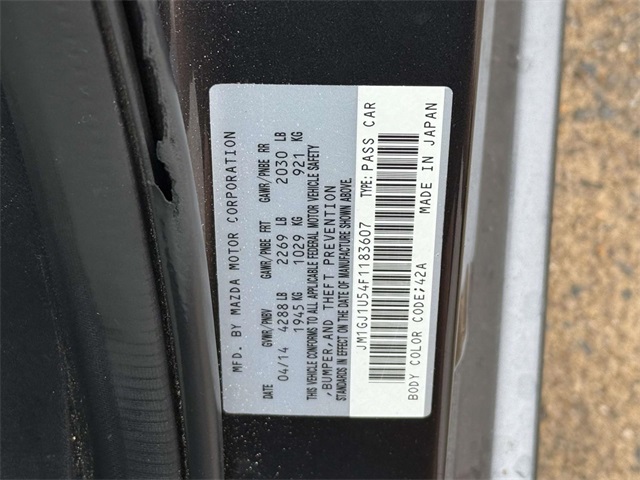 MFD. BY MAZDA MOTOR CORPORATION
DATE GVWR/PNBV GAWR/PNBE FRT GAWR/PNBE RR
04/14 4288 LB 2269 LB 2030 LB
1945 KG 1029 KG 921 KG
THIS VEHICLE CONFORMS TO ALL APPLICABLE FEDERAL MOTOR VEHICLE SAFETY
,BUMPER,AND THEFT PREVENTION
STANDARDS IN EFFECT ON THE DATE OF MANUFACTURE SHOWN ABOVE.
JM1GJ1U54F1183607 TYPE: PASS CAR
BODY COLOR CODE;42A MADE IN JAPAN